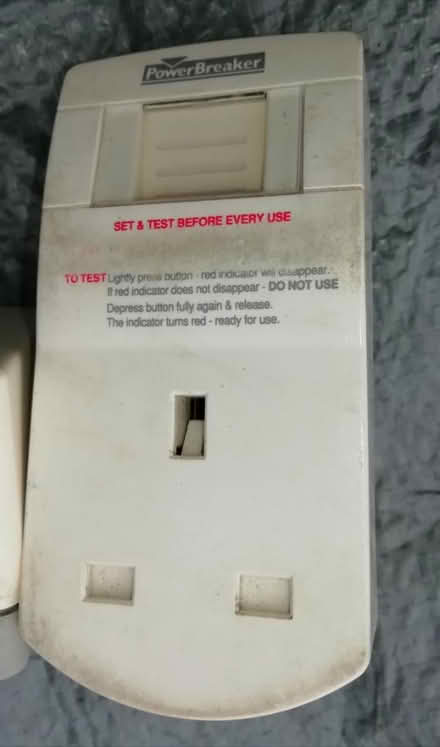 PowerBreaker
SET & TEST BEFORE EVERY USE
TO TEST Lightly press button - red indicator will disappear.
If red indicator does not disappear - DO NOT USE
Depress button fully again & release.
The indicator turns red - ready for use.